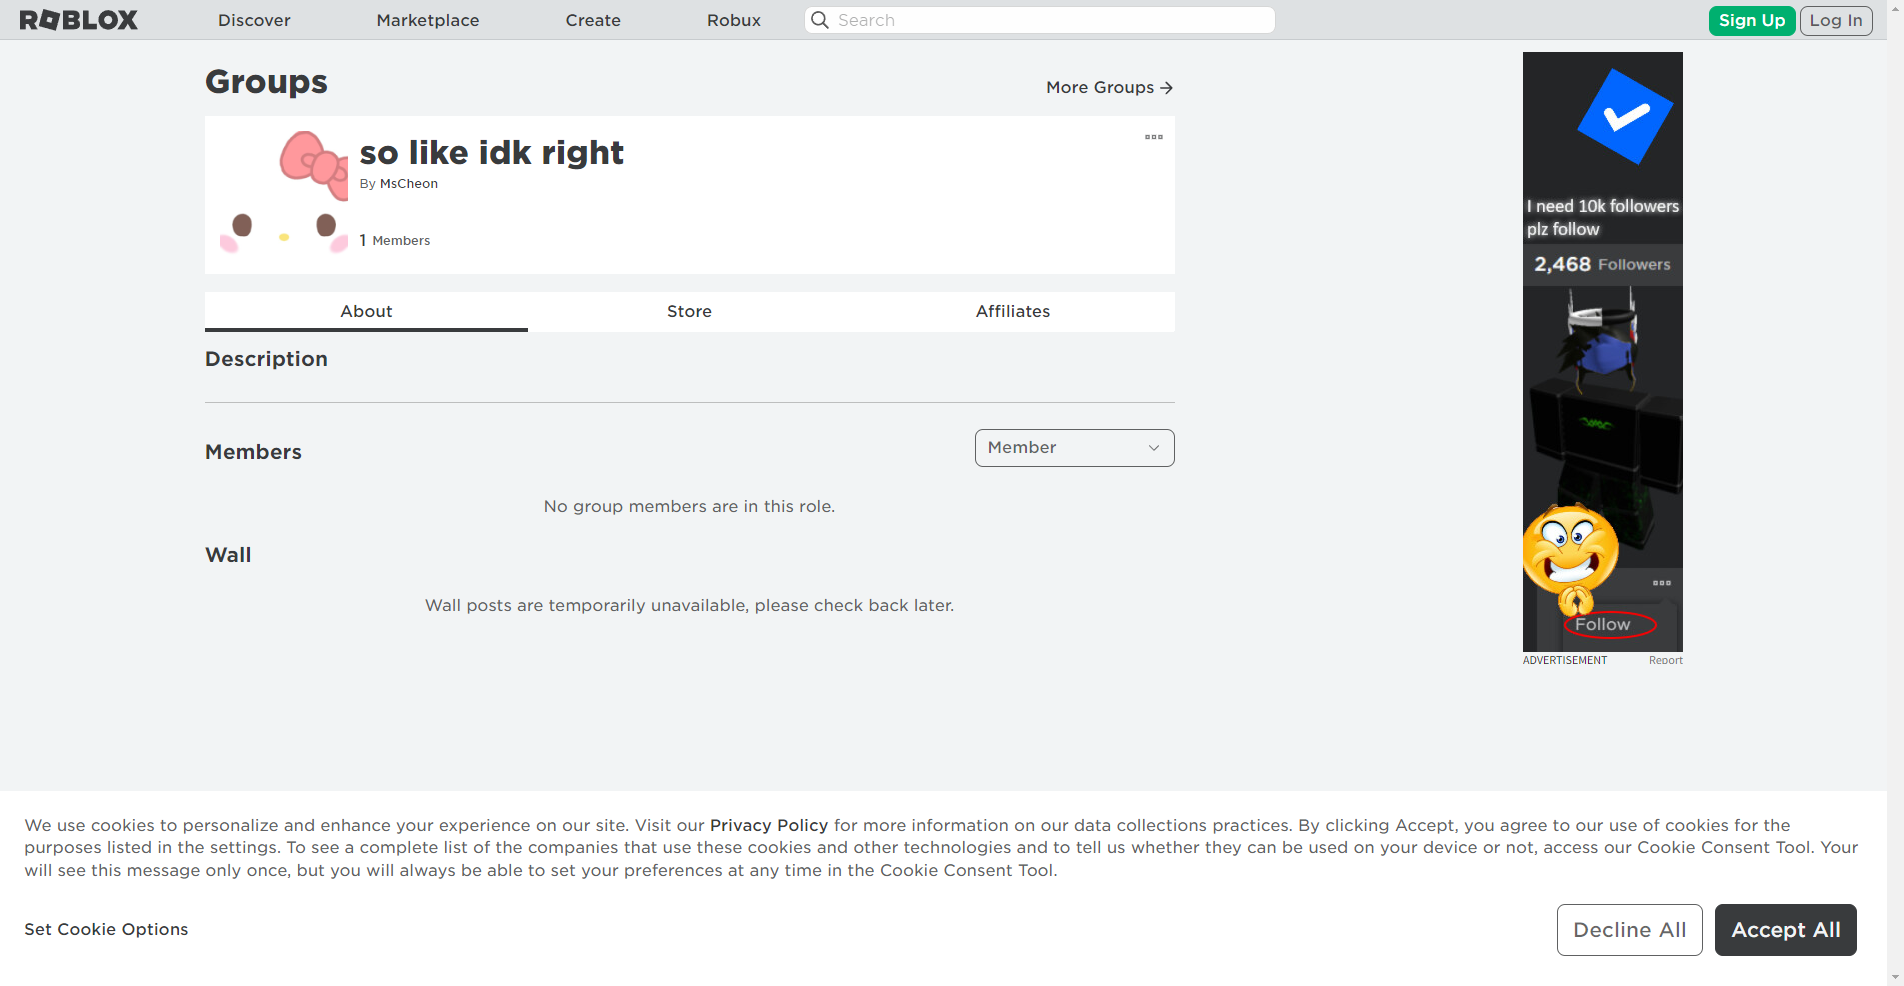 ROBLOX
Discover
Marketplace
Create
Robux
Search
Sign Up
Log In
Groups
More Groups
so like idk right
By MsCheon
1 Members
About
Store
Affiliates
Description
Members
Member
No group members are in this role.
Wall
Wall posts are temporarily unavailable, please check back later.
I need 10k followers
plz follow
2,468 Followers
Follow
ADVERTISEMENT
Report
We use cookies to personalize and enhance your experience on our site. Visit our Privacy Policy for more information on our data collections practices. By clicking Accept, you agree to our use of cookies for the
purposes listed in the settings. To see a complete list of the companies that use these cookies and other technologies and to tell us whether they can be used on your device or not, access our Cookie Consent Tool. Your
will see this message only once, but you will always be able to set your preferences at any time in the Cookie Consent Tool.
Set Cookie Options
Decline All
Accept All